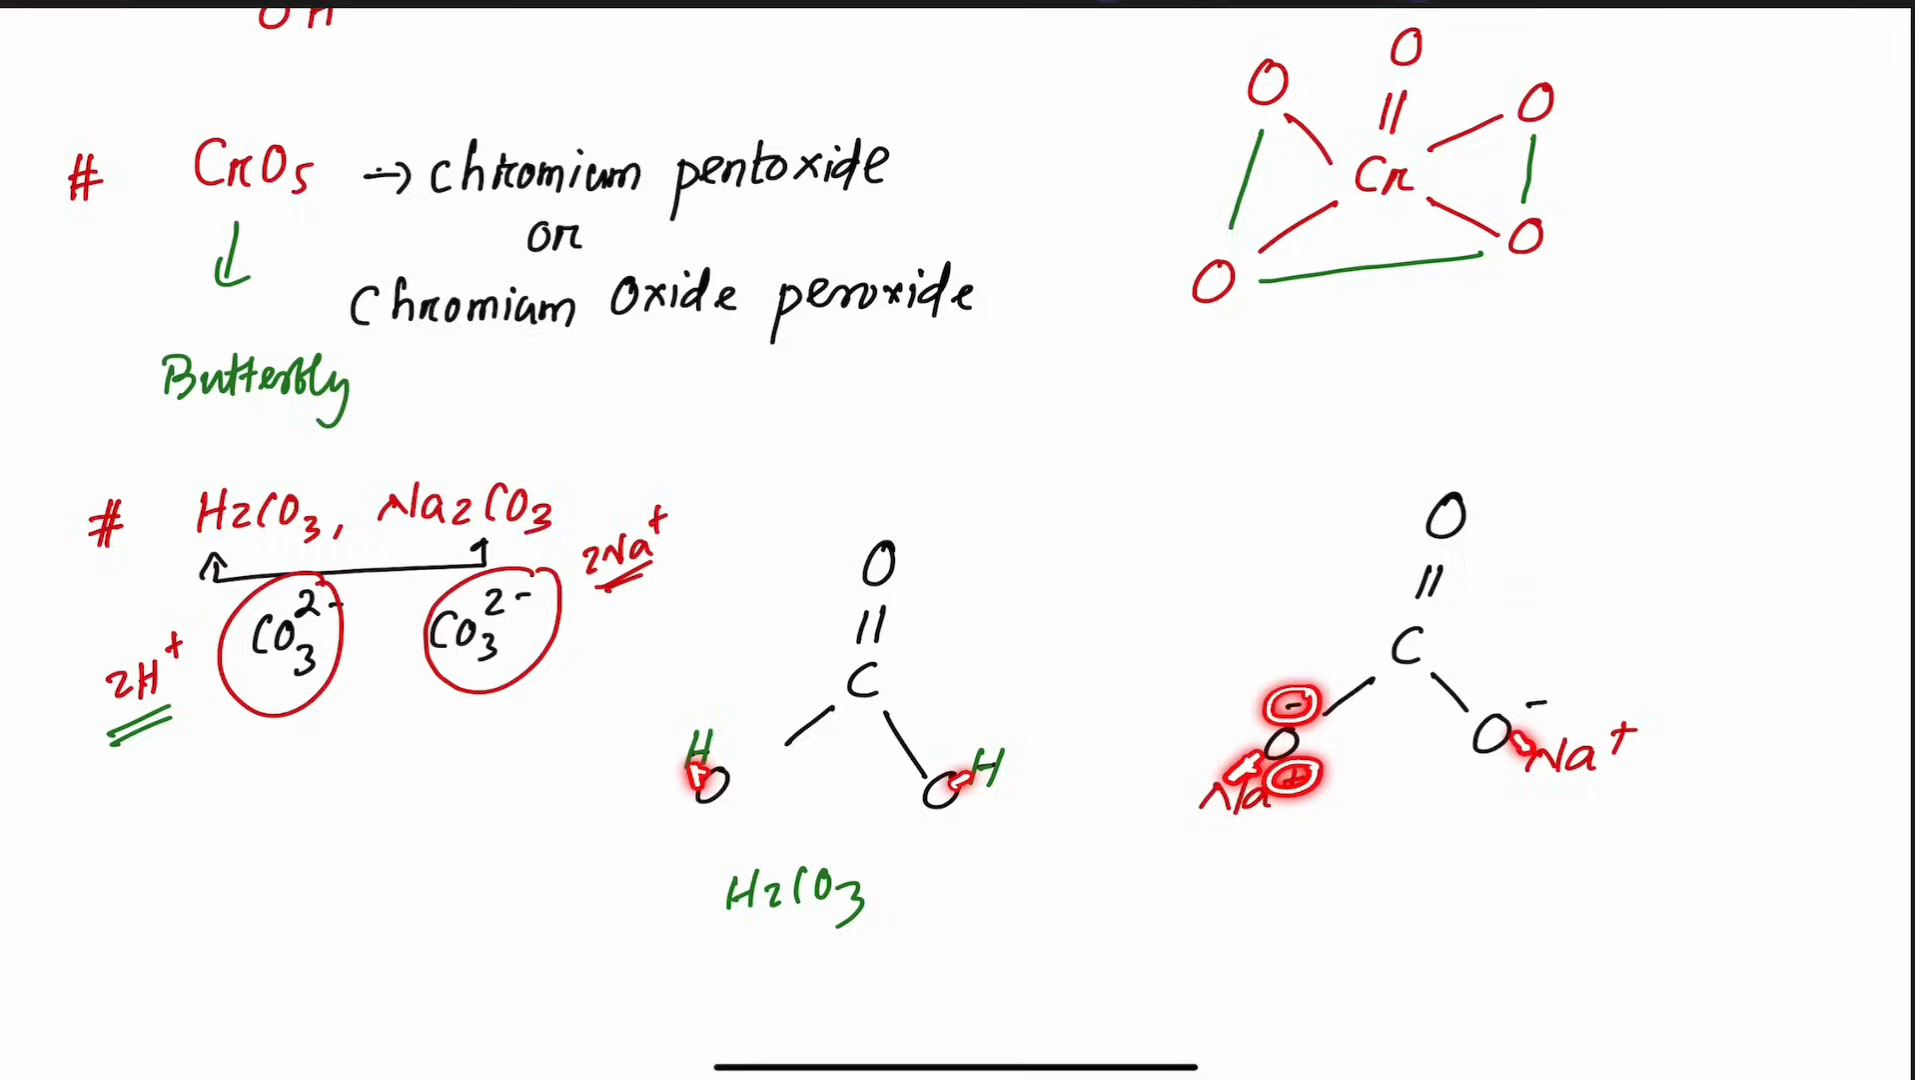 OH
# CrO5 → chromium pentoxide
or
Chromium Oxide peroxide
Butterfly
O
O O
Cr
O O
# H2CO3, Na2CO3
2Na+
CO3 2- CO3 2-
2H+
O
C
H H
O O
H2CO3
O
C
- -
O O
Na+ Na+